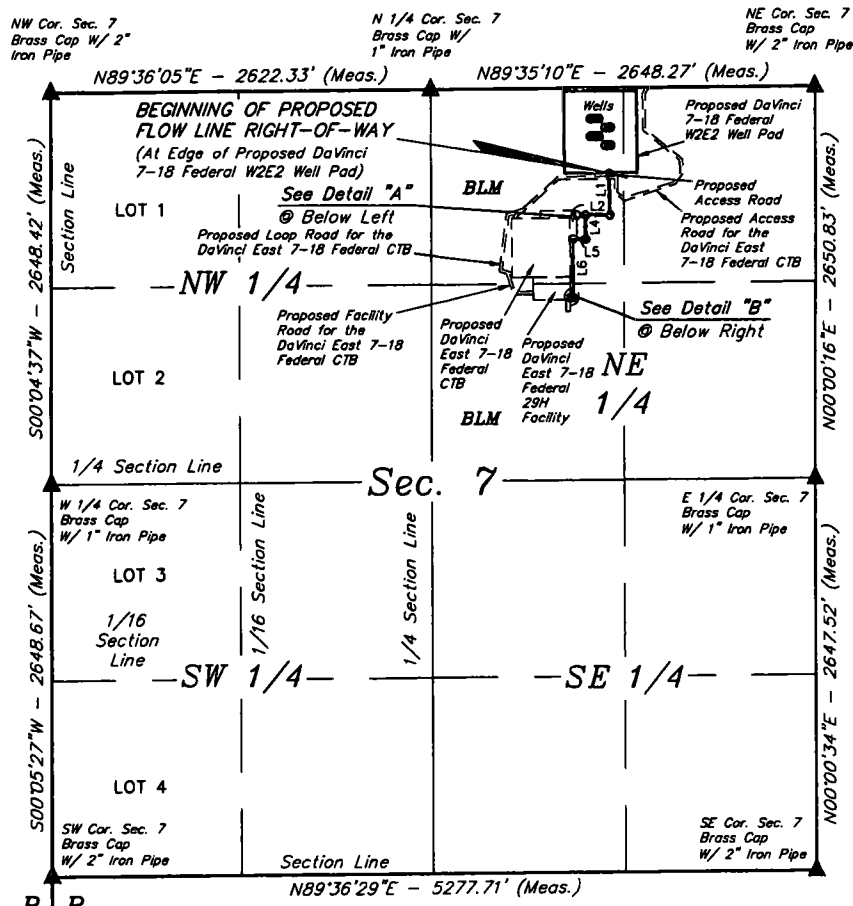 NW Cor. Sec. 7
Brass Cap W/ 2"
Iron Pipe
N 1/4 Cor. Sec. 7
Brass Cap W/
1" Iron Pipe
NE Cor. Sec. 7
Brass Cap
W/ 2" Iron Pipe
N89°36'05"E - 2622.33' (Meas.)
N89°35'10"E - 2648.27' (Meas.)
BEGINNING OF PROPOSED
FLOW LINE RIGHT-OF-WAY
(At Edge of Proposed DaVinci
7-18 Federal W2E2 Well Pad)
Wells
Proposed DaVinci
7-18 Federal
W2E2 Well Pad
S00°04'37"W - 2648.42' (Meas.)
Section Line
LOT 1
See Detail "A"
@ Below Left
BLM
L1
L2
L4
L5
L6
Proposed
Access Road
Proposed Access
Road for the
DaVinci East
7-18 Federal CTB
N00°00'16"E - 2650.83' (Meas.)
Proposed Loop Road for the
DaVinci East 7-18 Federal CTB
NW 1/4
Proposed Facility
Road for the
DaVinci East 7-18
Federal CTB
Proposed
DaVinci
East 7-18
Federal
CTB
Proposed
DaVinci
East 7-18
Federal
29H
Facility
See Detail "B"
@ Below Right
NE
1/4
LOT 2
BLM
1/4 Section Line
Sec. 7
W 1/4 Cor. Sec. 7
Brass Cap
W/ 1" Iron Pipe
E 1/4 Cor. Sec. 7
Brass Cap
W/ 1" Iron Pipe
S00°05'27"W - 2648.67' (Meas.)
LOT 3
1/16
Section
Line
1/16 Section Line
1/4 Section Line
N00°00'34"E - 2647.52' (Meas.)
SW 1/4
SE 1/4
LOT 4
SW Cor. Sec. 7
Brass Cap
W/ 2" Iron Pipe
SE Cor. Sec. 7
Brass Cap
W/ 2" Iron Pipe
Section Line
N89°36'29"E - 5277.71' (Meas.)